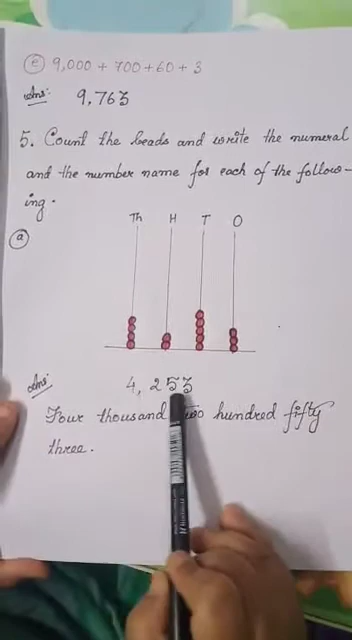 (e) 9,000 + 700 + 60 + 3
Ans: 9,763
5. Count the beads and write the numeral
and the number name for each of the follow-
ing.
(a)
Th H T O
Ans: 4,253
Four thousand two hundred fifty
three.